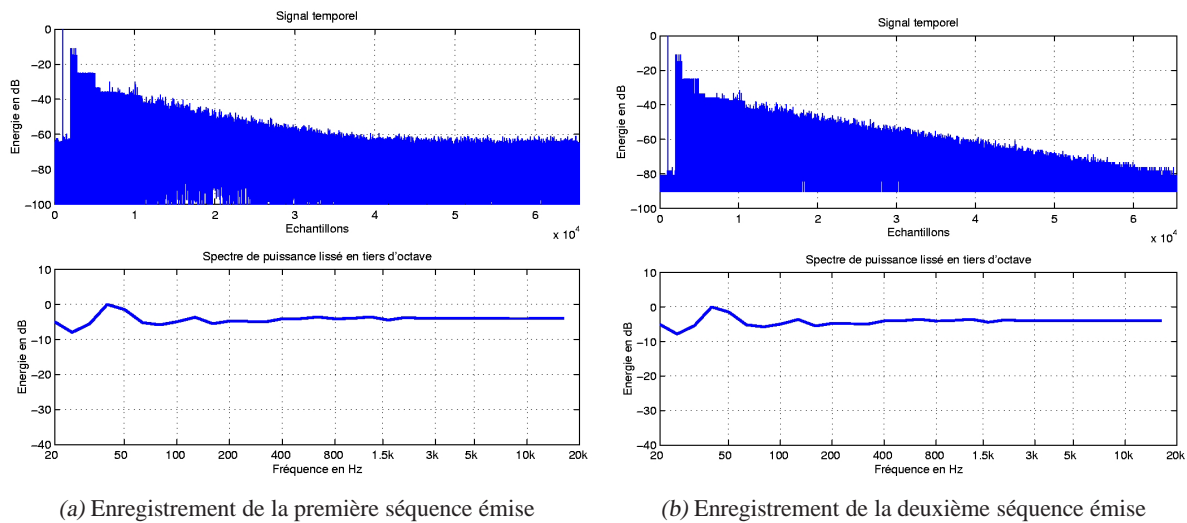 Signal temporel
Energie en dB
0
−20
−40
−60
−80
−100
0 1 2 3 4 5 6
x 10^4
Echantillons
Spectre de puissance lissé en tiers d'octave
Energie en dB
10
0
−10
−20
−30
−40
20 50 100 200 400 800 1.5k 3k 5k 10k 20k
Fréquence en Hz
(a) Enregistrement de la première séquence émise
Signal temporel
Energie en dB
0
−20
−40
−60
−80
−100
0 1 2 3 4 5 6
x 10^4
Echantillons
Spectre de puissance lissé en tiers d'octave
Energie en dB
10
0
−10
−20
−30
−40
20 50 100 200 400 800 1.5k 3k 5k 10k 20k
Fréquence en Hz
(b) Enregistrement de la deuxième séquence émise